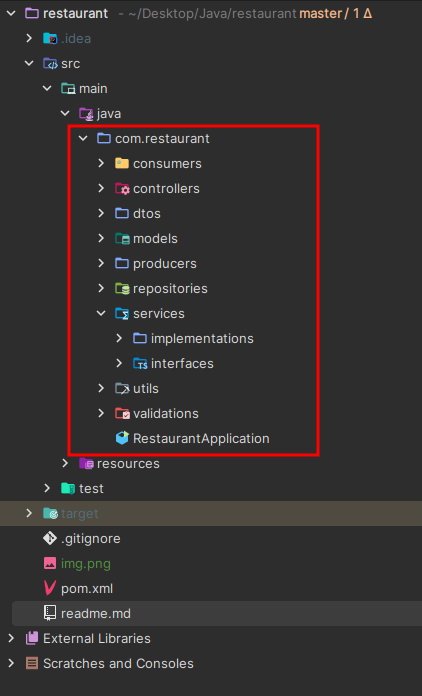 restaurant - ~/Desktop/Java/restaurant master / 1 Δ
.idea
src
main
java
com.restaurant
consumers
controllers
dtos
models
producers
repositories
services
implementations
interfaces
utils
validations
RestaurantApplication
resources
test
target
.gitignore
img.png
pom.xml
readme.md
External Libraries
Scratches and Consoles